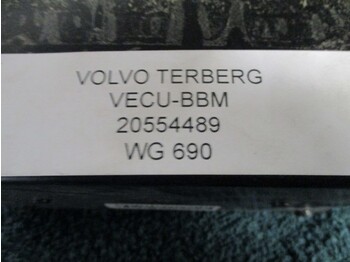 VOLVO TERBERG
VECU-BBM
20554489
WG 690